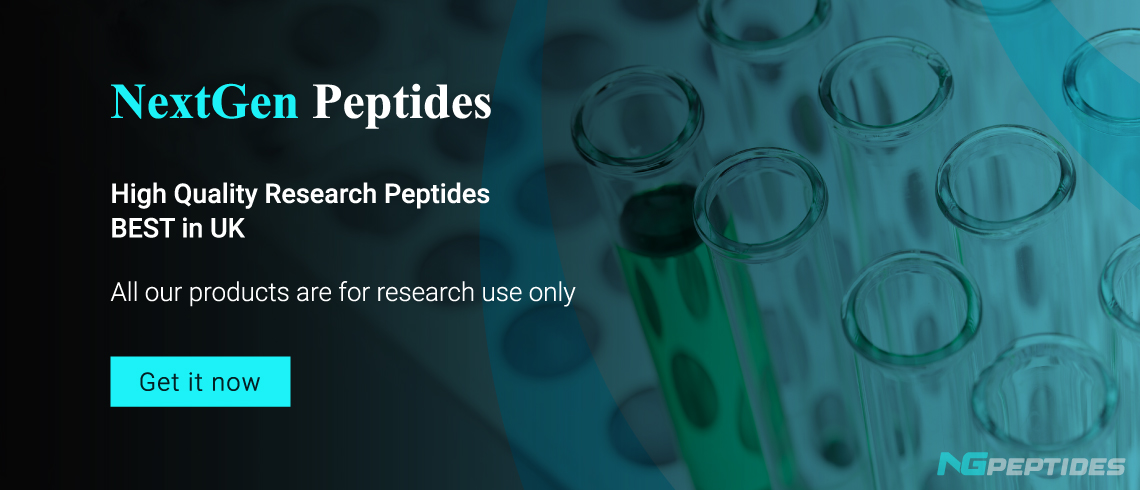 NextGen Peptides
High Quality Research Peptides
BEST in UK
All our products are for research use only
Get it now
NGPEPTIDES